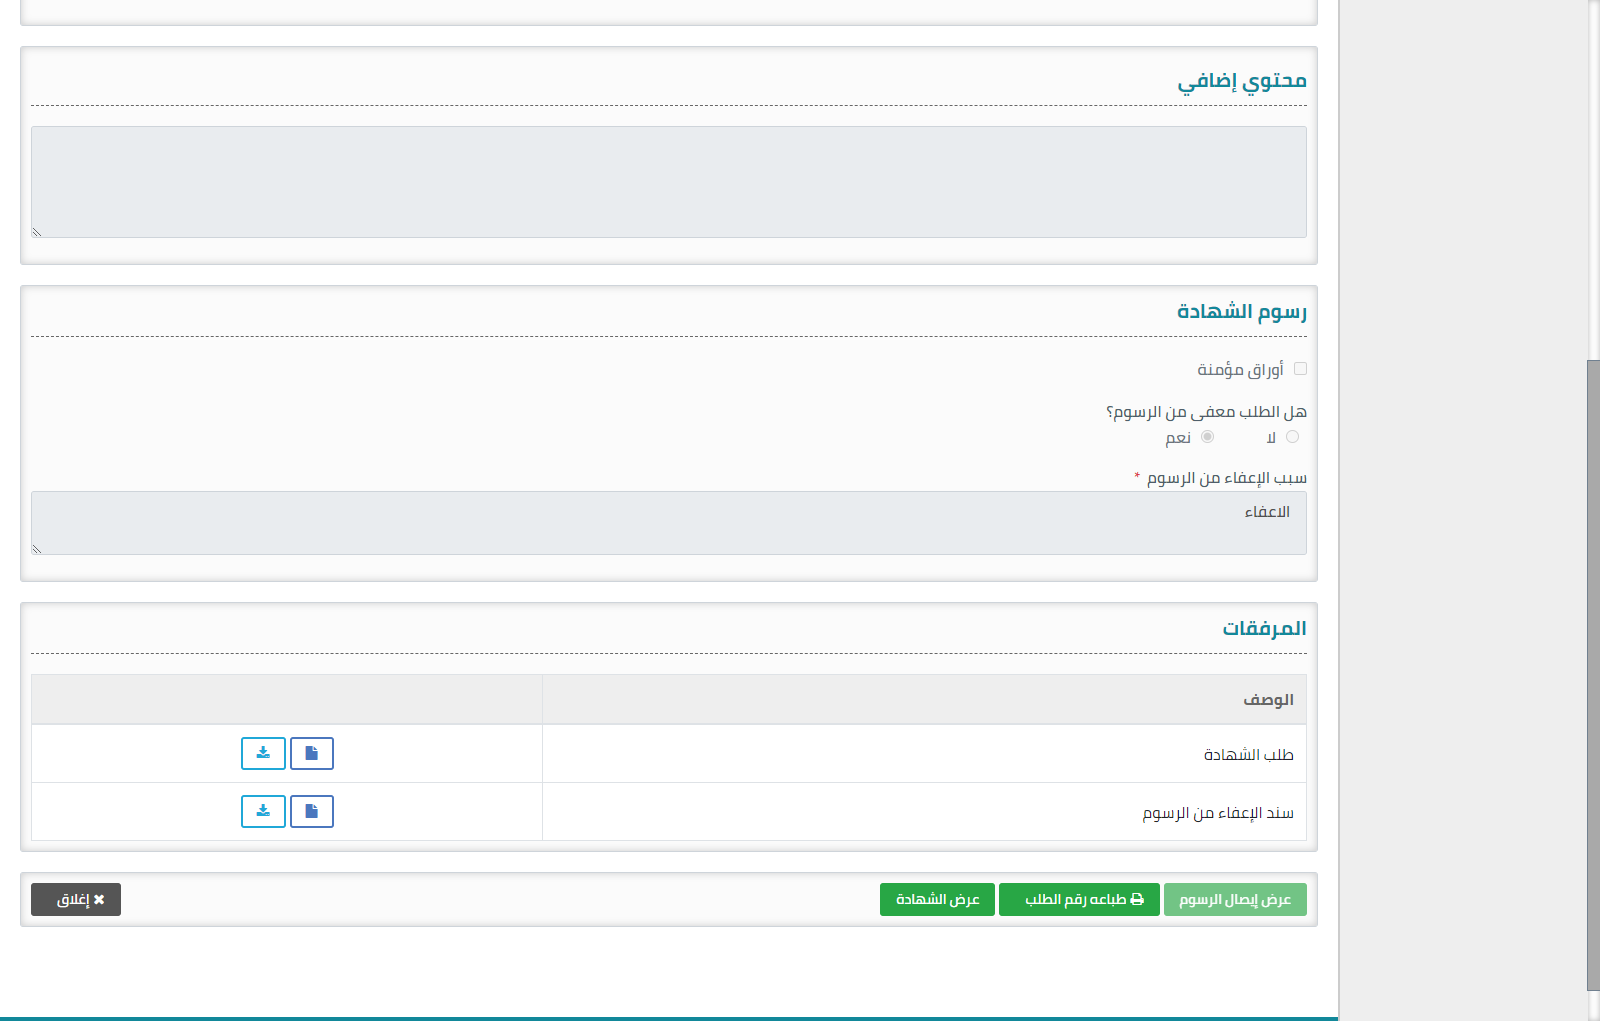 محتوي إضافي
رسوم الشهادة
أوراق مؤمنة
هل الطلب معفى من الرسوم؟
لا نعم
سبب الإعفاء من الرسوم *
الاعفاء
المرفقات
الوصف
طلب الشهادة
سند الإعفاء من الرسوم
عرض إيصال الرسوم طباعه رقم الطلب عرض الشهادة إغلاق